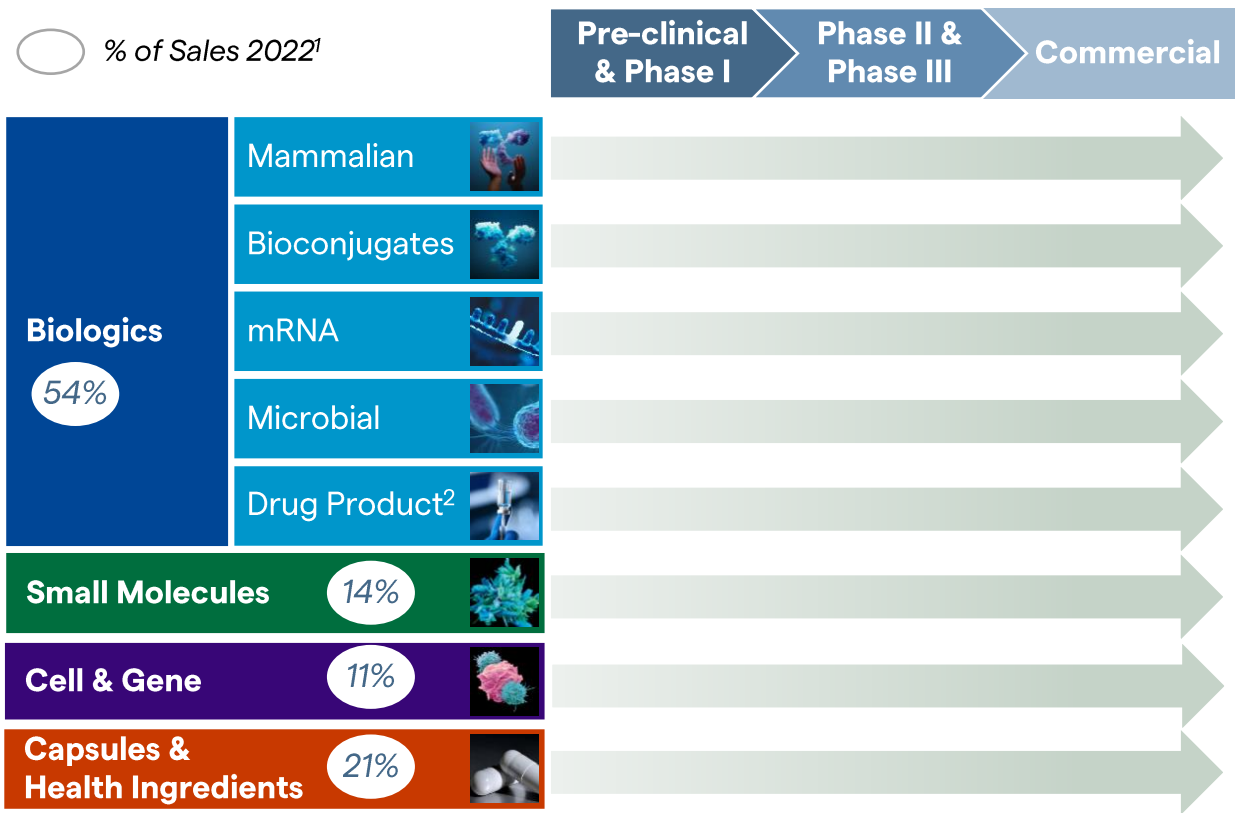 % of Sales 2022¹
Pre-clinical
& Phase I
Phase II &
Phase III
Commercial
Biologics
54%
Mammalian
Bioconjugates
mRNA
Microbial
Drug Product²
Small Molecules
14%
Cell & Gene
11%
Capsules &
Health Ingredients
21%